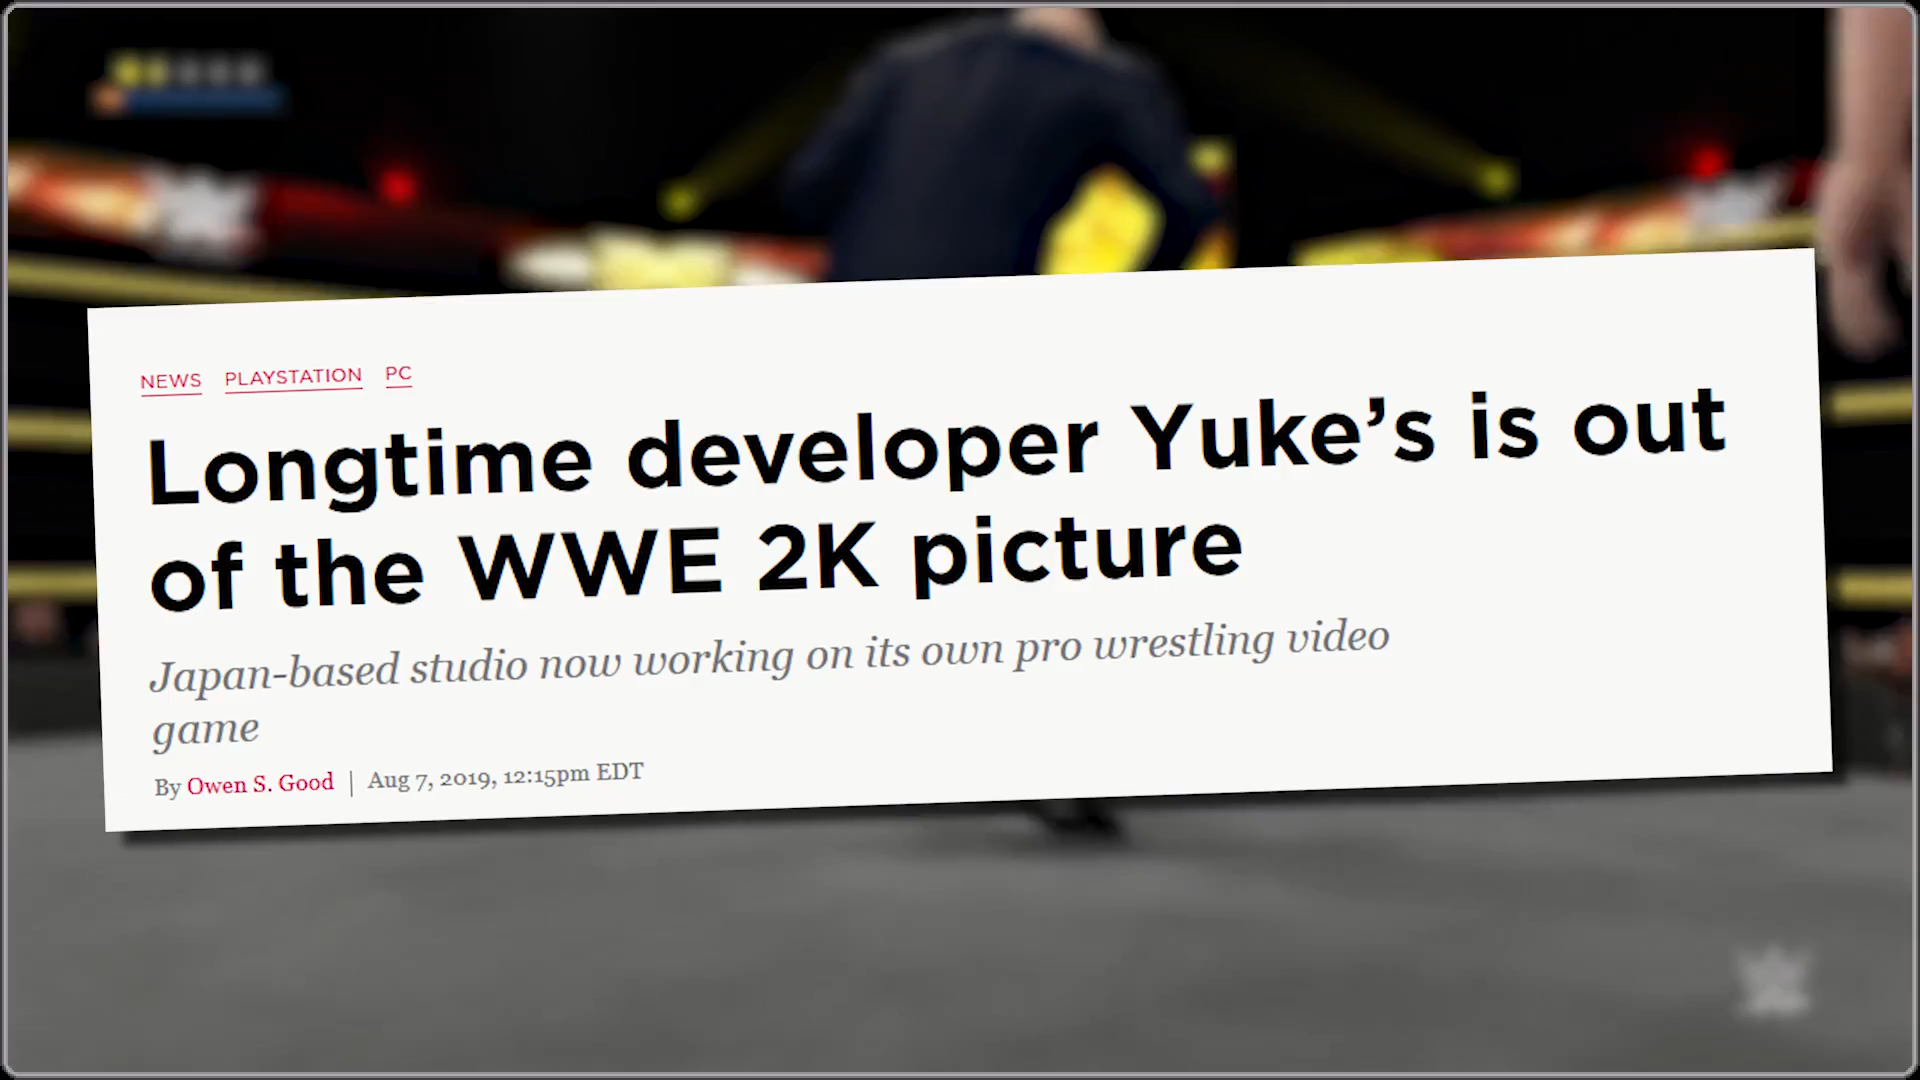 NEWS PLAYSTATION PC
Longtime developer Yuke’s is out
of the WWE 2K picture
Japan-based studio now working on its own pro wrestling video
game
By Owen S. Good | Aug 7, 2019, 12:15pm EDT